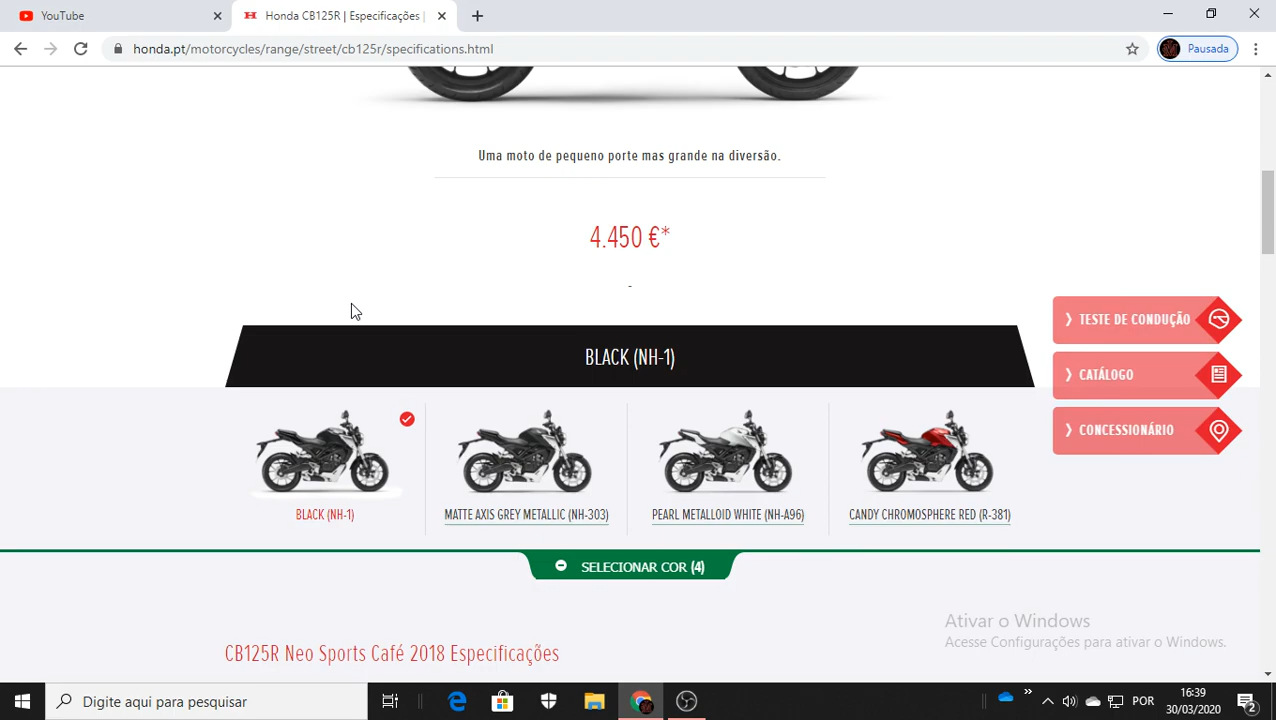 YouTube
Honda CB125R | Especificações |
honda.pt/motorcycles/range/street/cb125r/specifications.html
Pausada
Uma moto de pequeno porte mas grande na diversão.
4.450 €*
-
BLACK (NH-1)
TESTE DE CONDUÇÃO
CATÁLOGO
CONCESSIONÁRIO
BLACK (NH-1)
MATTE AXIS GREY METALLIC (NH-303)
PEARL METALLOID WHITE (NH-A96)
CANDY CHROMOSPHERE RED (R-381)
SELECIONAR COR (4)
CB125R Neo Sports Café 2018 Especificações
Ativar o Windows
Acesse Configurações para ativar o Windows.
Digite aqui para pesquisar
POR
16:39
30/03/2020
2